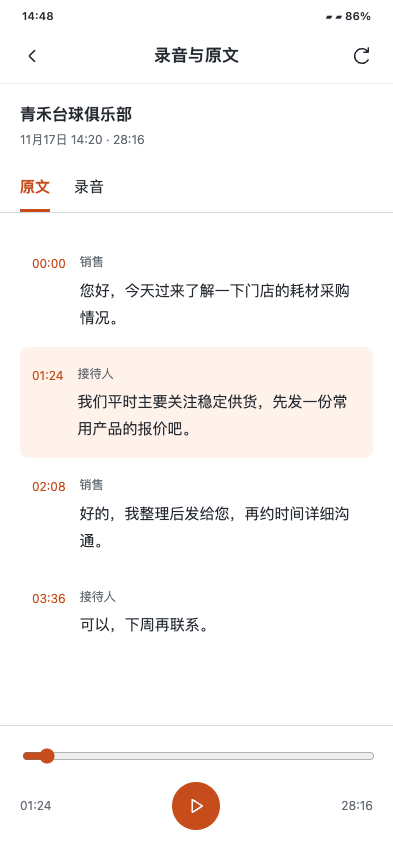 14:48
86%
录音与原文
青禾台球俱乐部
11月17日 14:20 · 28:16
原文 录音
00:00 销售
您好，今天过来了解一下门店的耗材采购
情况。
01:24 接待人
我们平时主要关注稳定供货，先发一份常
用产品的报价吧。
02:08 销售
好的，我整理后发给您，再约时间详细沟
通。
03:36 接待人
可以，下周再联系。
01:24 28:16